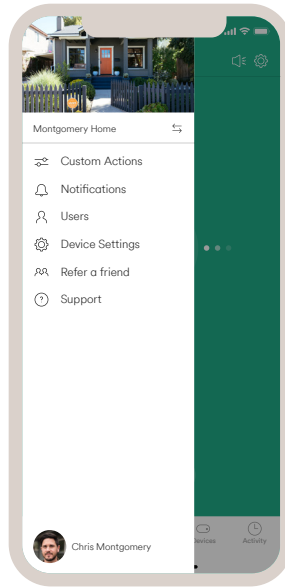 Montgomery Home
Custom Actions
Notifications
Users
Device Settings
Refer a friend
Support
Devices
Activity
Chris Montgomery